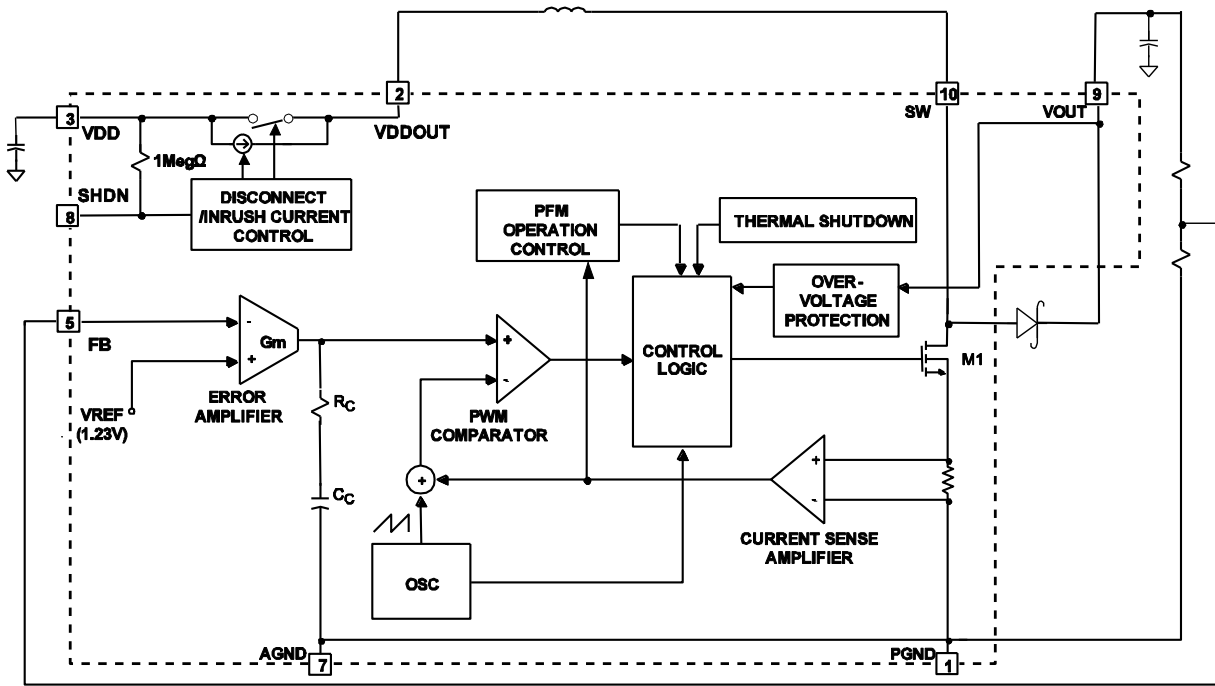 2
10
9
SW
VOUT
3
VDD
VDDOUT
1MegΩ
SHDN
8
DISCONNECT
/INRUSH CURRENT
CONTROL
PFM
OPERATION
CONTROL
THERMAL SHUTDOWN
OVER-
VOLTAGE
PROTECTION
5
FB
-
Gm
+
ERROR
AMPLIFIER
VREF
(1.23V)
RC
CC
+
-
PWM
COMPARATOR
CONTROL
LOGIC
M1
+
+
-
CURRENT SENSE
AMPLIFIER
OSC
AGND
7
PGND
1